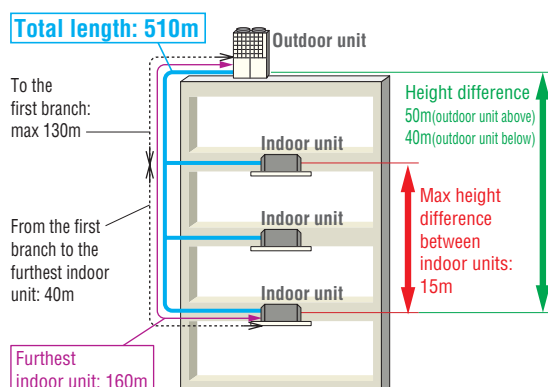 Total length: 510m
Outdoor unit
To the
first branch:
max 130m
Height difference
50m(outdoor unit above)
40m(outdoor unit below)
Indoor unit
Max height
difference
between
indoor units:
15m
From the first
branch to the
furthest indoor
unit: 40m
Indoor unit
Indoor unit
Furthest
indoor unit: 160m